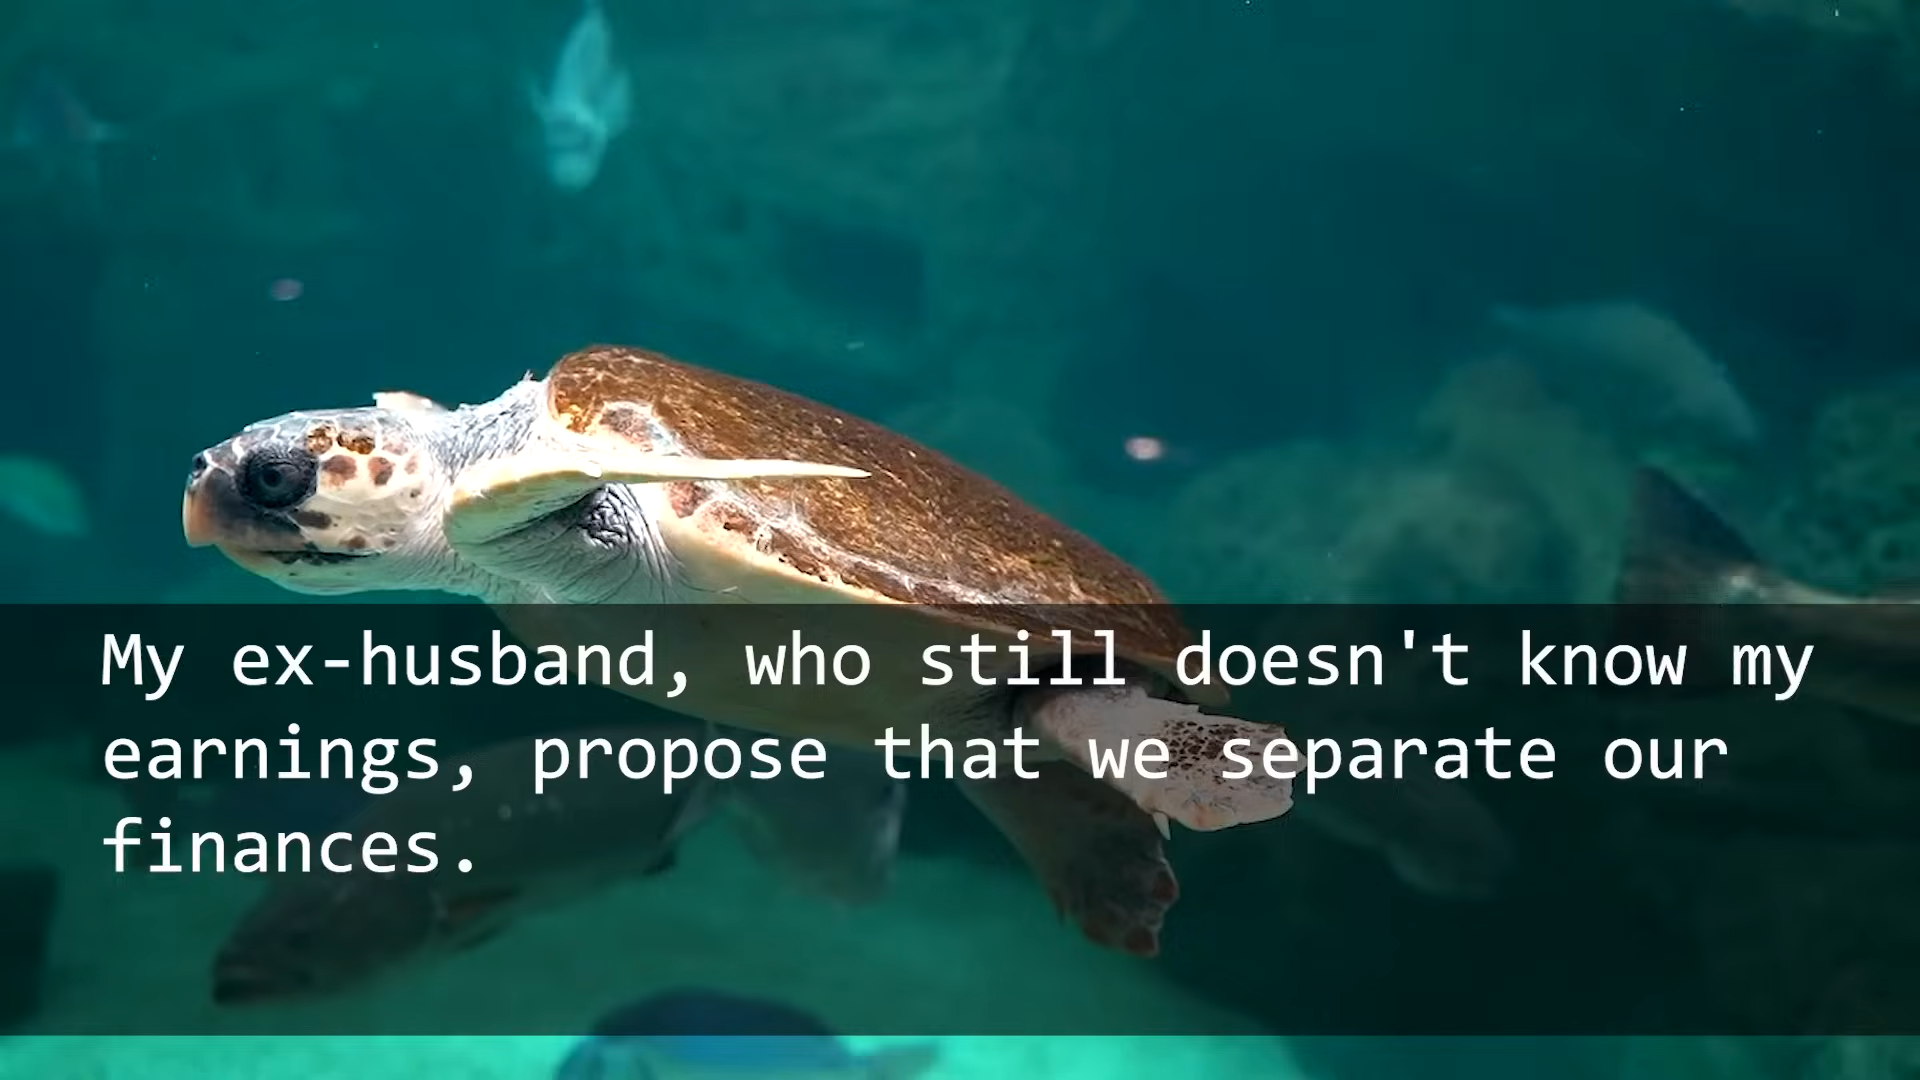 My ex-husband, who still doesn't know my
earnings, propose that we separate our
finances.